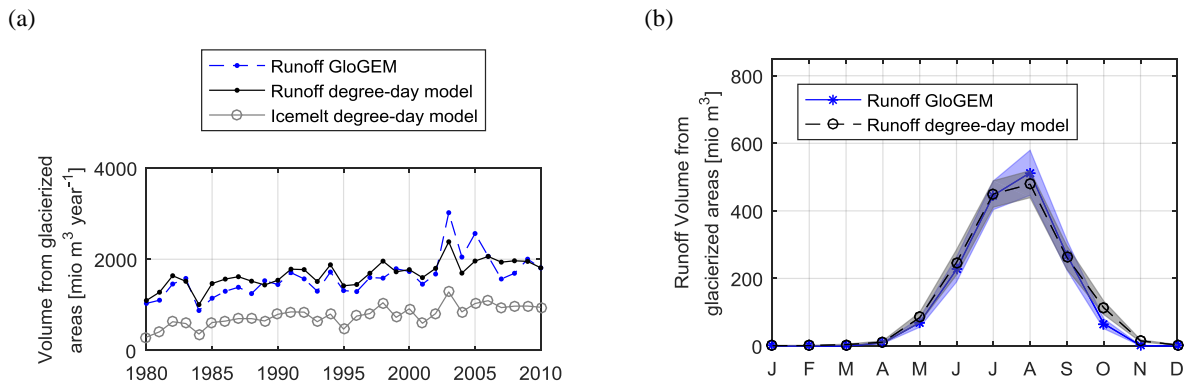 (a)
Runoff GloGEM
Runoff degree-day model
Icemelt degree-day model
Volume from glacierized
areas [mio m³ year⁻¹]
4000
2000
0
1980 1985 1990 1995 2000 2005 2010
(b)
Runoff GloGEM
Runoff degree-day model
Runoff Volume from
glacierized areas [mio m³]
800
600
400
200
0
J F M A M J J A S O N D